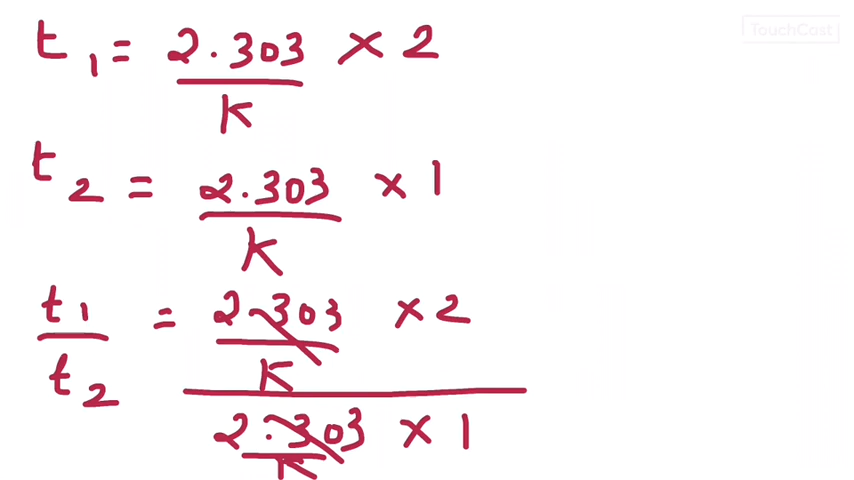 TouchCast
t1 = 2.303/K × 2
t2 = 2.303/K × 1
t1/t2 = 2.303/K × 2
2.303/K × 1